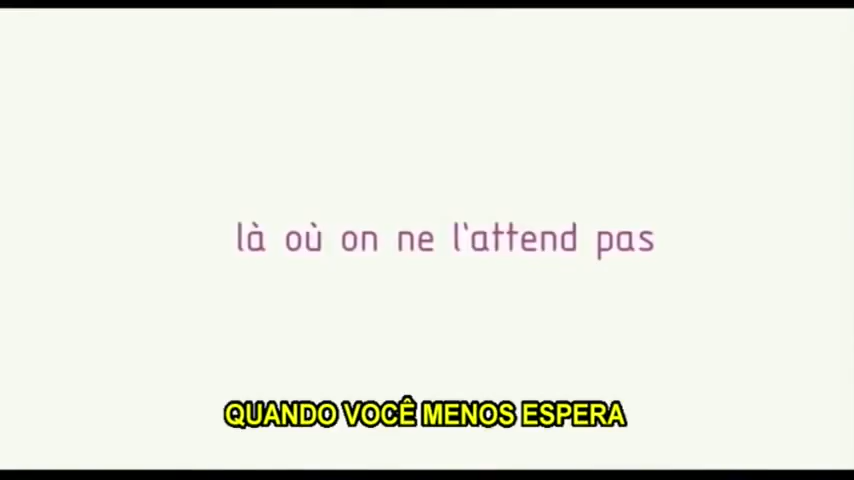 là où on ne l'attend pas
QUANDO VOCÊ MENOS ESPERA